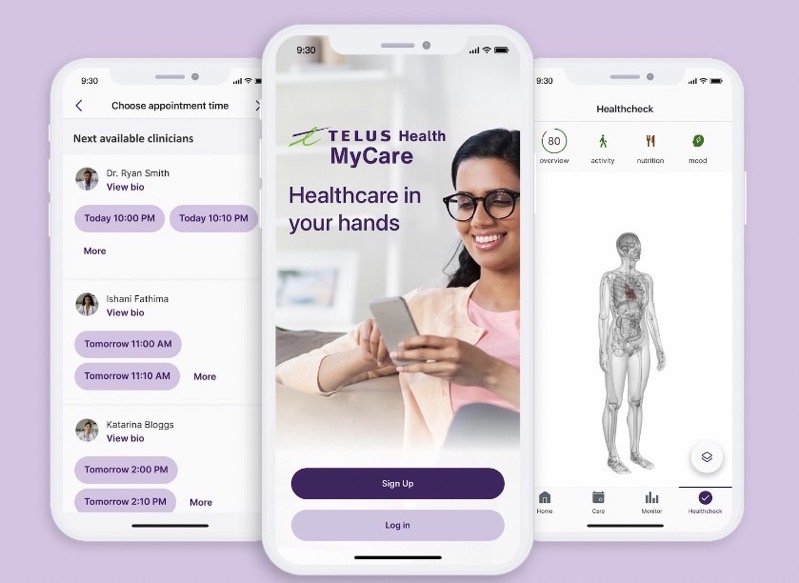 9:30
Choose appointment time
Next available clinicians
Dr. Ryan Smith
View bio
Today 10:00 PM
Today 10:10 PM
More
Ishani Fathima
View bio
Tomorrow 11:00 AM
Tomorrow 11:10 AM
More
Katarina Bloggs
View bio
Tomorrow 2:00 PM
Tomorrow 2:10 PM
More
9:30
TELUS Health
MyCare
Healthcare in
your hands
Sign Up
Log in
9:30
Healthcheck
80
overview
activity
nutrition
mood
Home
Care
Monitor
Healthcheck